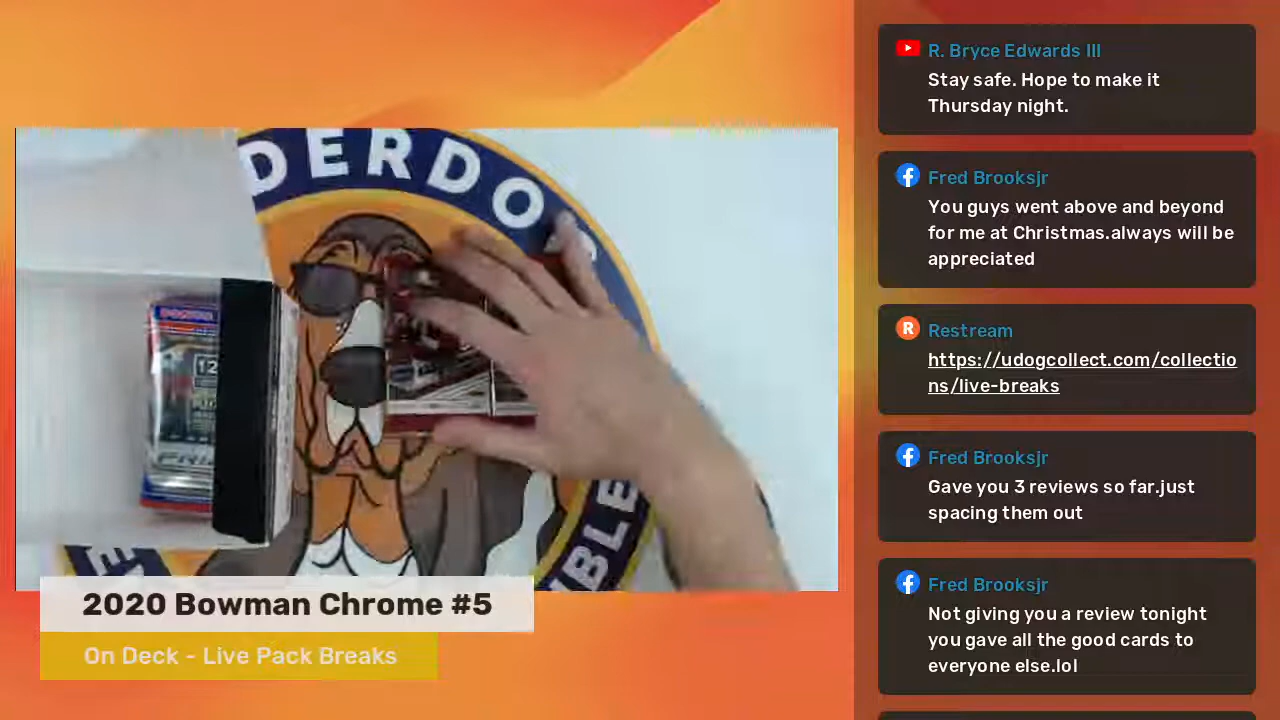 DERDO
12
BLE
2020 Bowman Chrome #5
On Deck - Live Pack Breaks
R. Bryce Edwards III
Stay safe. Hope to make it
Thursday night.
Fred Brooksjr
You guys went above and beyond
for me at Christmas.always will be
appreciated
Restream
https://udogcollect.com/collectio
ns/live-breaks
Fred Brooksjr
Gave you 3 reviews so far.just
spacing them out
Fred Brooksjr
Not giving you a review tonight
you gave all the good cards to
everyone else.lol